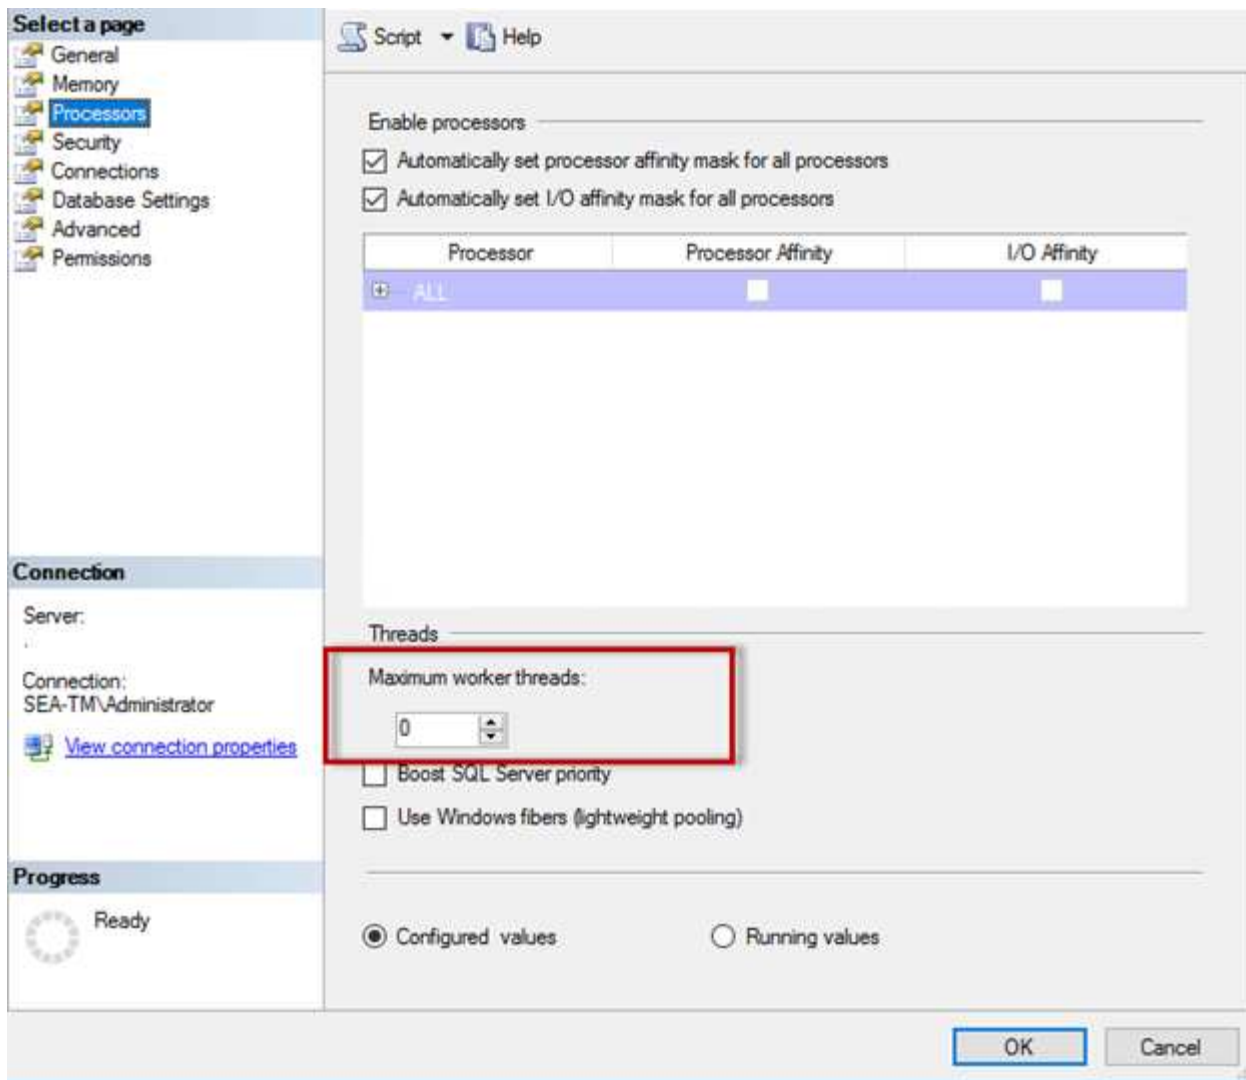 Select a page
General
Memory
Processors
Security
Connections
Database Settings
Advanced
Permissions
Connection
Server:
.
Connection:
SEA-TM\Administrator
View connection properties
Progress
Ready
Script Help
Enable processors
Automatically set processor affinity mask for all processors
Automatically set I/O affinity mask for all processors
Processor Processor Affinity I/O Affinity
ALL
Threads
Maximum worker threads:
0
Boost SQL Server priority
Use Windows fibers (lightweight pooling)
Configured values Running values
OK Cancel